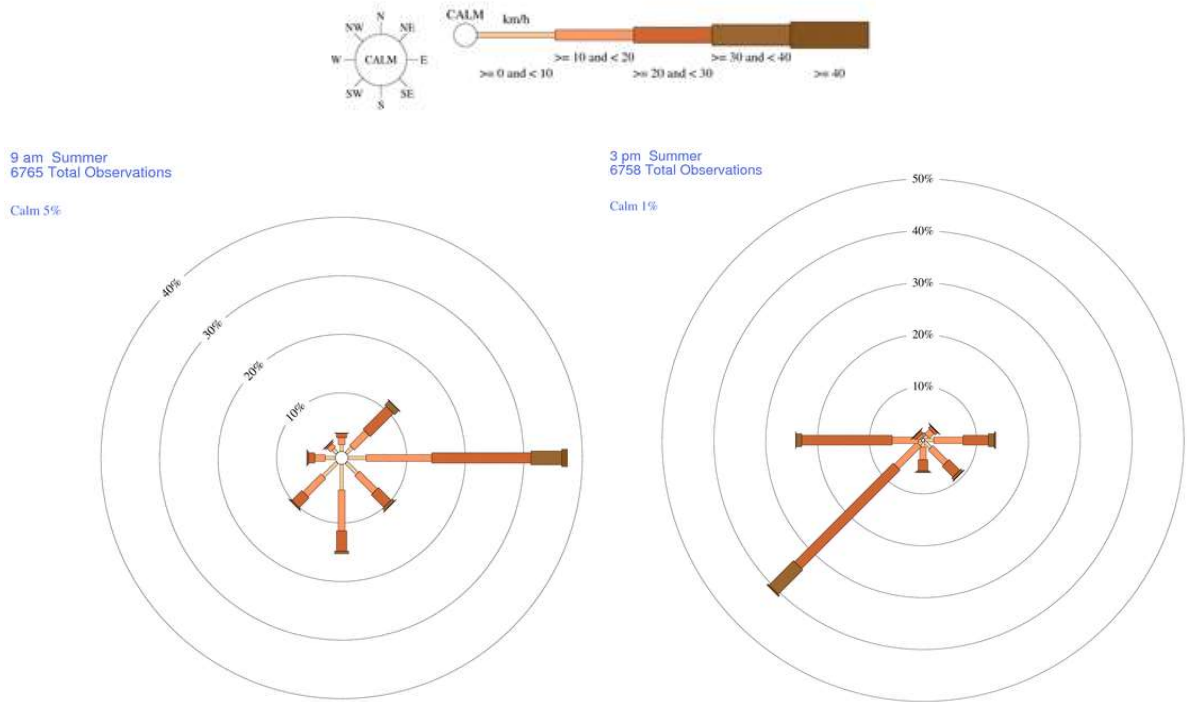 N
NW NE
W CALM E
SW SE
S
CALM
km/h
>= 10 and < 20 >= 30 and < 40
>= 0 and < 10 >= 20 and < 30 >= 40
9 am Summer
6765 Total Observations
Calm 5%
40%
30%
20%
10%
3 pm Summer
6758 Total Observations
Calm 1%
50%
40%
30%
20%
10%